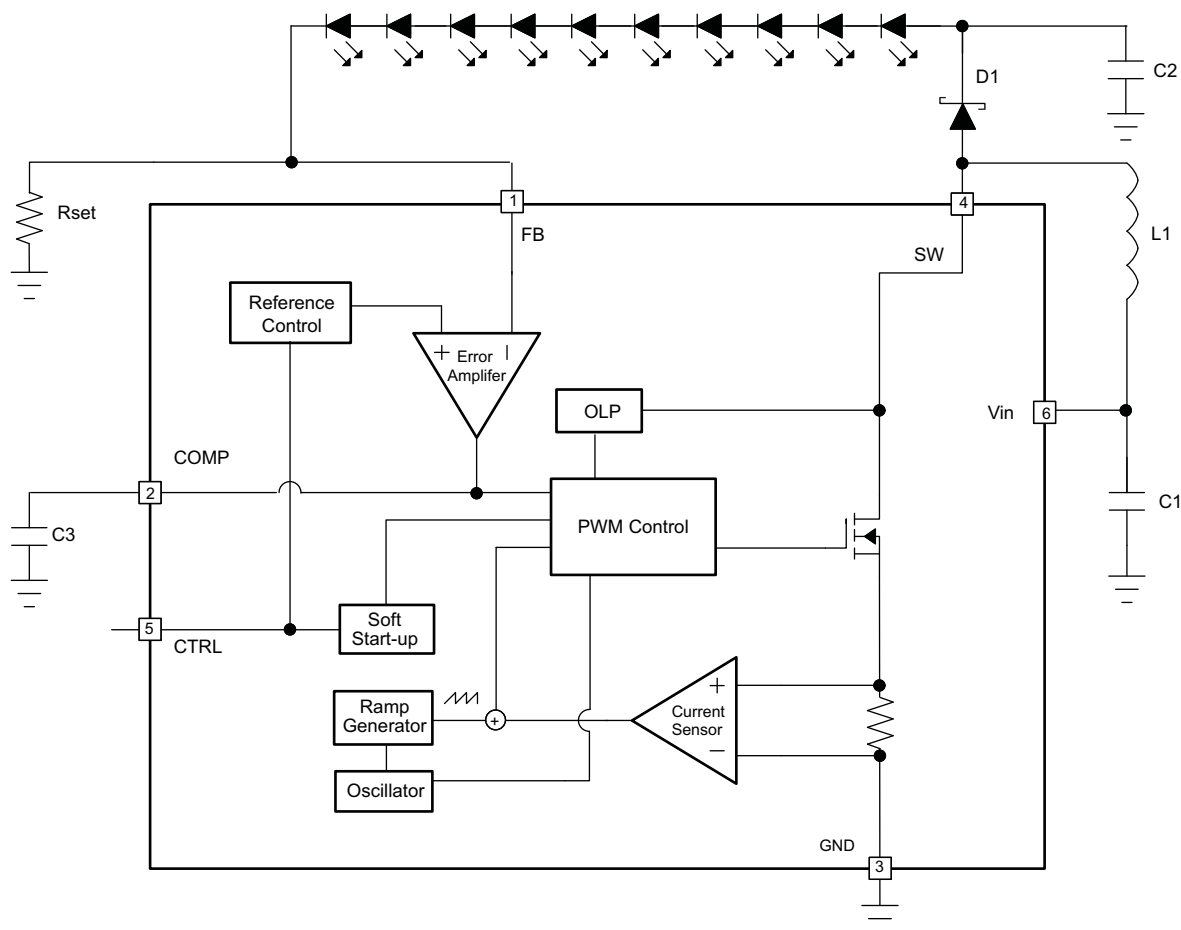 D1
C2
Rset
1
4
FB
SW
L1
Reference
Control
+ Error –
Amplifer
OLP
Vin
6
COMP
2
PWM Control
C1
C3
Soft
Start-up
5
CTRL
Ramp
Generator
+
+
Current
Sensor
–
Oscillator
GND
3